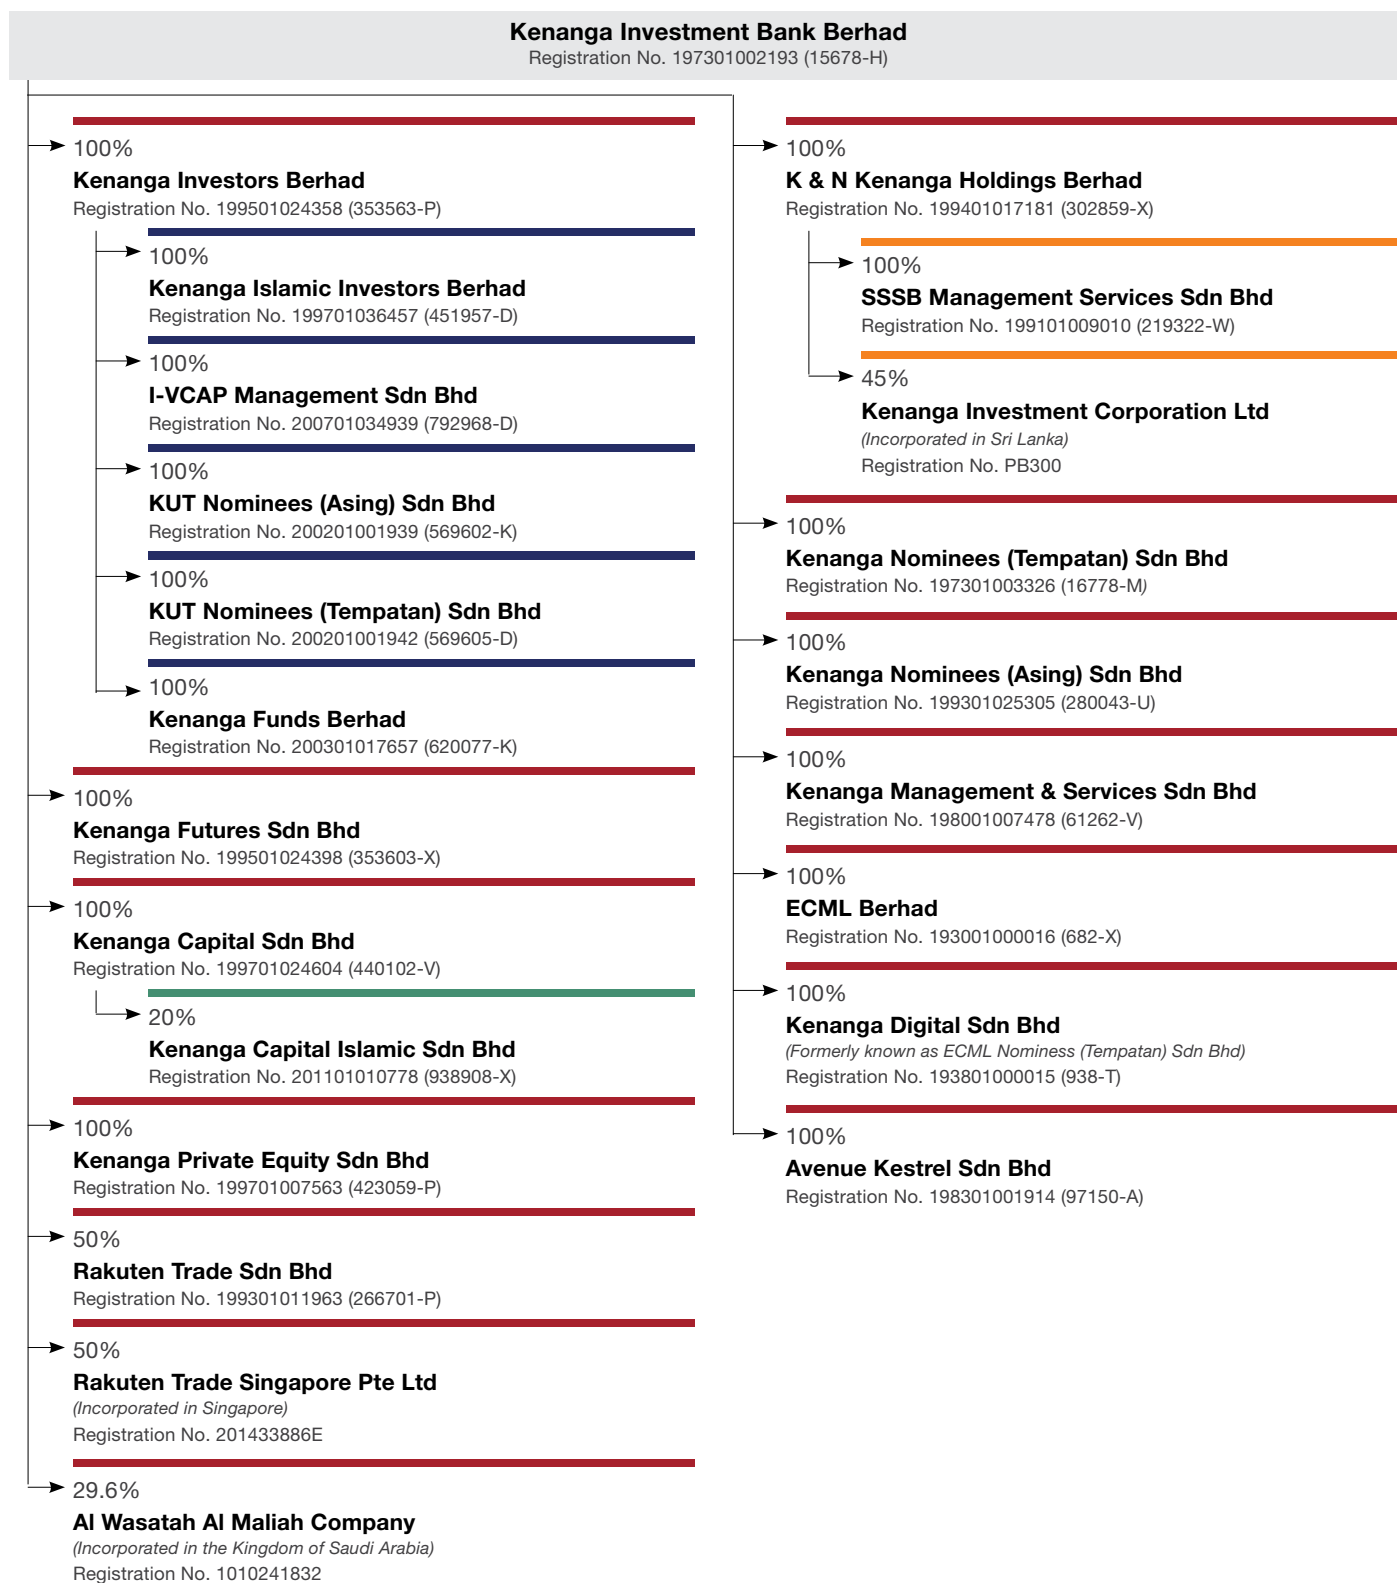 Kenanga Investment Bank Berhad
Registration No. 197301002193 (15678-H)
100%
Kenanga Investors Berhad
Registration No. 199501024358 (353563-P)
100%
Kenanga Islamic Investors Berhad
Registration No. 199701036457 (451957-D)
100%
I-VCAP Management Sdn Bhd
Registration No. 200701034939 (792968-D)
100%
KUT Nominees (Asing) Sdn Bhd
Registration No. 200201001939 (569602-K)
100%
KUT Nominees (Tempatan) Sdn Bhd
Registration No. 200201001942 (569605-D)
100%
Kenanga Funds Berhad
Registration No. 200301017657 (620077-K)
100%
Kenanga Futures Sdn Bhd
Registration No. 199501024398 (353603-X)
100%
Kenanga Capital Sdn Bhd
Registration No. 199701024604 (440102-V)
20%
Kenanga Capital Islamic Sdn Bhd
Registration No. 201101010778 (938908-X)
100%
Kenanga Private Equity Sdn Bhd
Registration No. 199701007563 (423059-P)
50%
Rakuten Trade Sdn Bhd
Registration No. 199301011963 (266701-P)
50%
Rakuten Trade Singapore Pte Ltd
(Incorporated in Singapore)
Registration No. 201433886E
29.6%
Al Wasatah Al Maliah Company
(Incorporated in the Kingdom of Saudi Arabia)
Registration No. 1010241832
100%
K & N Kenanga Holdings Berhad
Registration No. 199401017181 (302859-X)
100%
SSSB Management Services Sdn Bhd
Registration No. 199101009010 (219322-W)
45%
Kenanga Investment Corporation Ltd
(Incorporated in Sri Lanka)
Registration No. PB300
100%
Kenanga Nominees (Tempatan) Sdn Bhd
Registration No. 197301003326 (16778-M)
100%
Kenanga Nominees (Asing) Sdn Bhd
Registration No. 199301025305 (280043-U)
100%
Kenanga Management & Services Sdn Bhd
Registration No. 198001007478 (61262-V)
100%
ECML Berhad
Registration No. 193001000016 (682-X)
100%
Kenanga Digital Sdn Bhd
(Formerly known as ECML Nominess (Tempatan) Sdn Bhd)
Registration No. 193801000015 (938-T)
100%
Avenue Kestrel Sdn Bhd
Registration No. 198301001914 (97150-A)